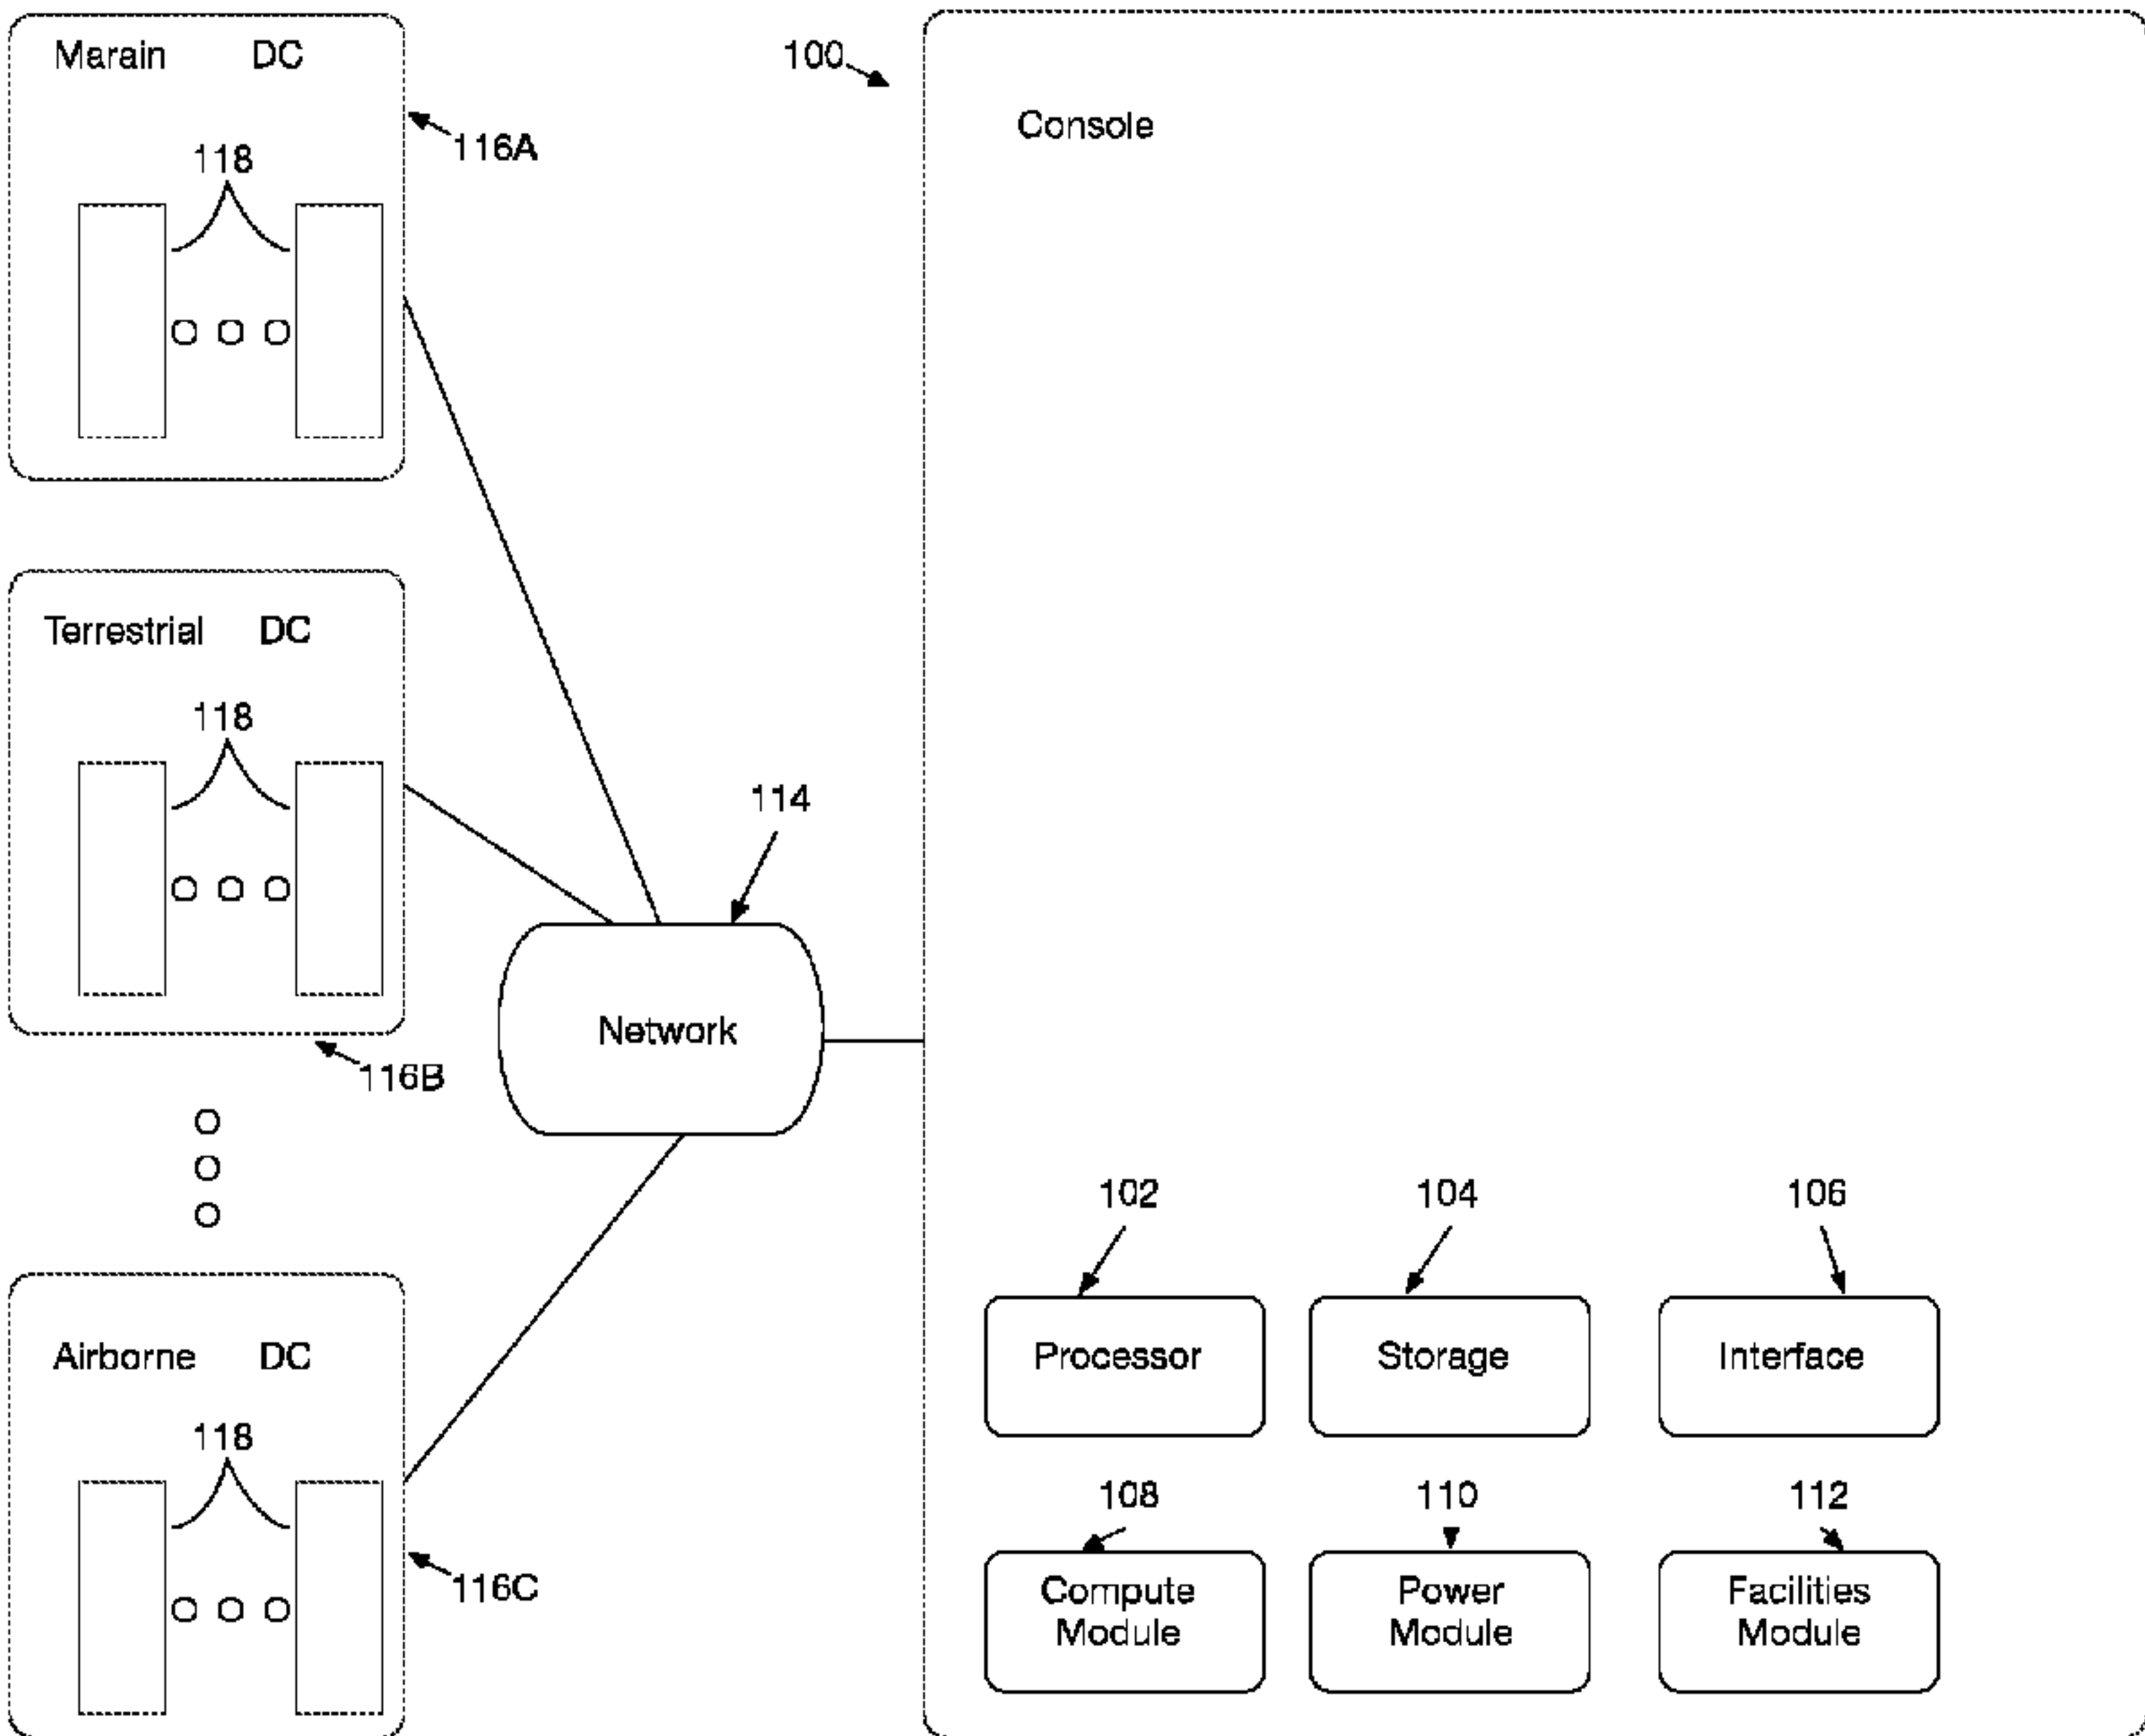 Marain DC
118
116A
Terrestrial DC
118
116B
Airborne DC
118
116C
114
Network
100
Console
102
104
106
Processor
Storage
Interface
108
110
112
Compute
Module
Power
Module
Facilities
Module